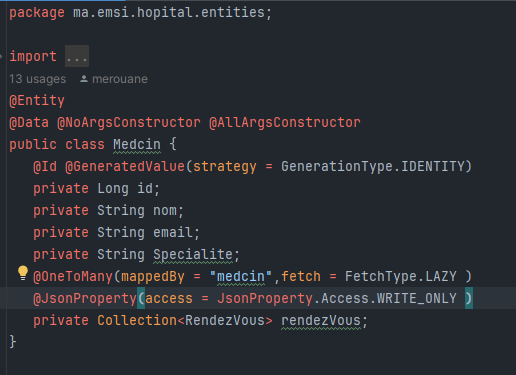 package ma.emsi.hopital.entities;
import ...
13 usages merouane
@Entity
@Data @NoArgsConstructor @AllArgsConstructor
public class Medcin {
@Id @GeneratedValue(strategy = GenerationType.IDENTITY)
private Long id;
private String nom;
private String email;
private String Specialite;
@OneToMany(mappedBy = "medcin",fetch = FetchType.LAZY )
@JsonProperty(access = JsonProperty.Access.WRITE_ONLY )
private Collection<RendezVous> rendezVous;
}